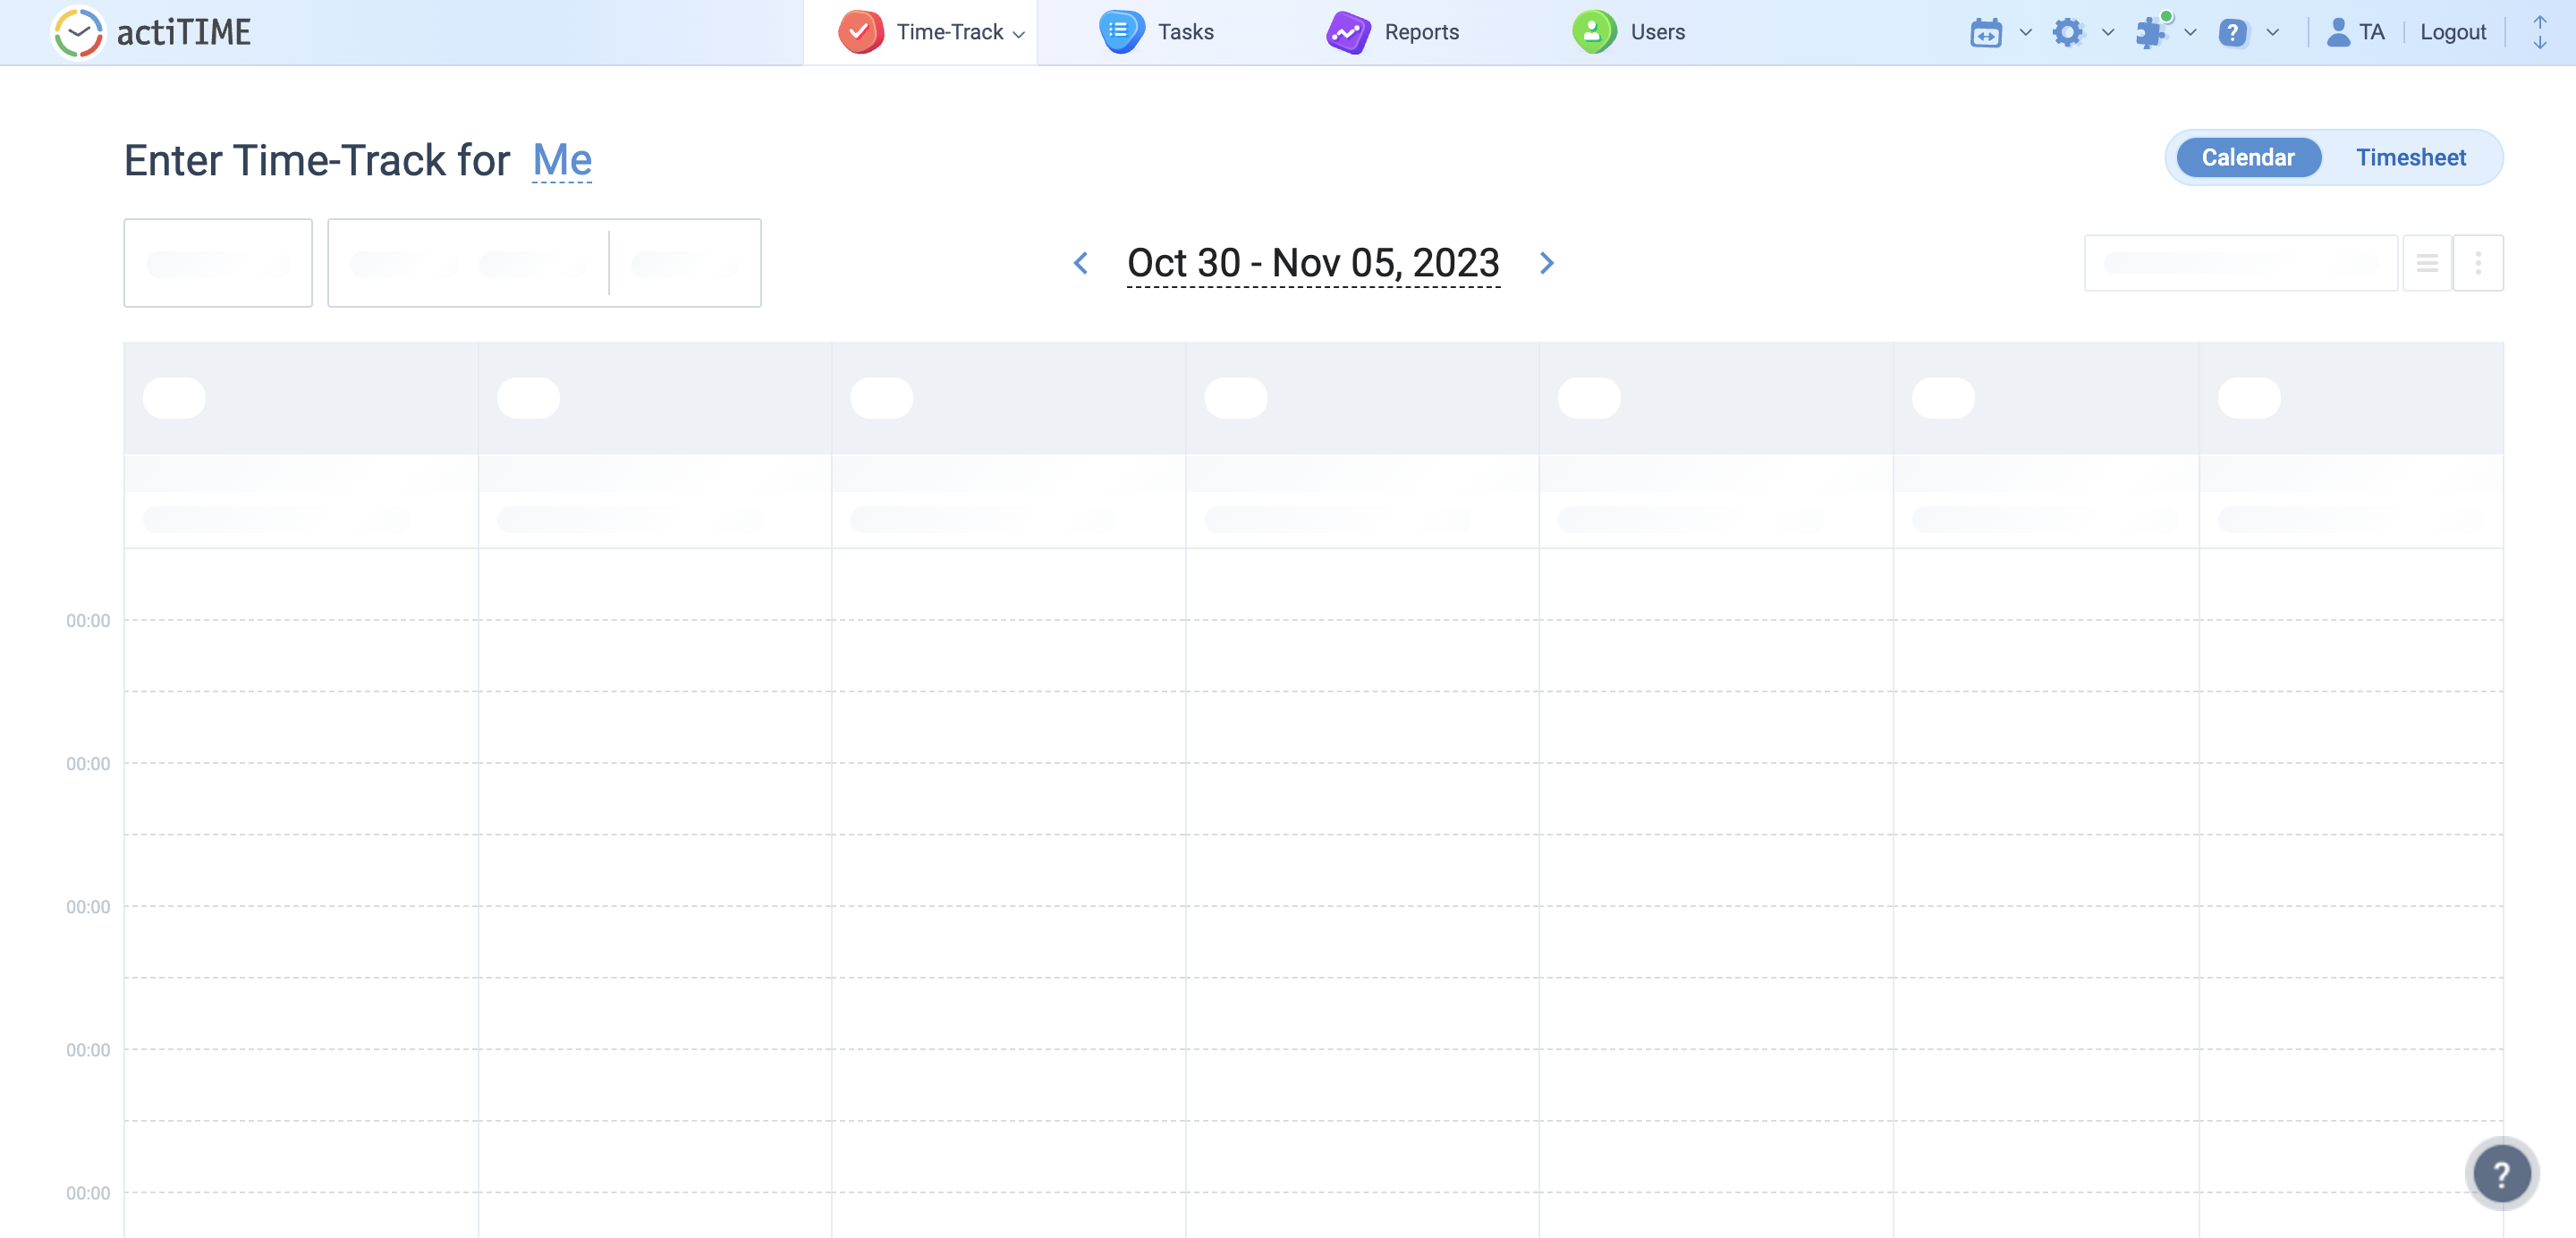 actiTIME
Time-Track
Tasks
Reports
Users
TA
Logout
Enter Time-Track for Me
Calendar
Timesheet
Oct 30 - Nov 05, 2023
00:00
00:00
00:00
00:00
00:00
?